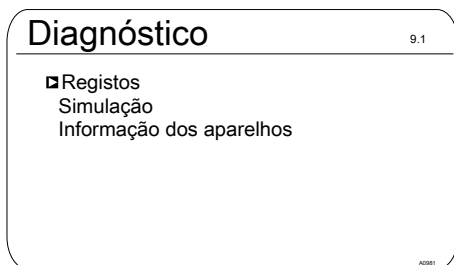 Diagnóstico 9.1
Registos
Simulação
Informação dos aparelhos
A0981